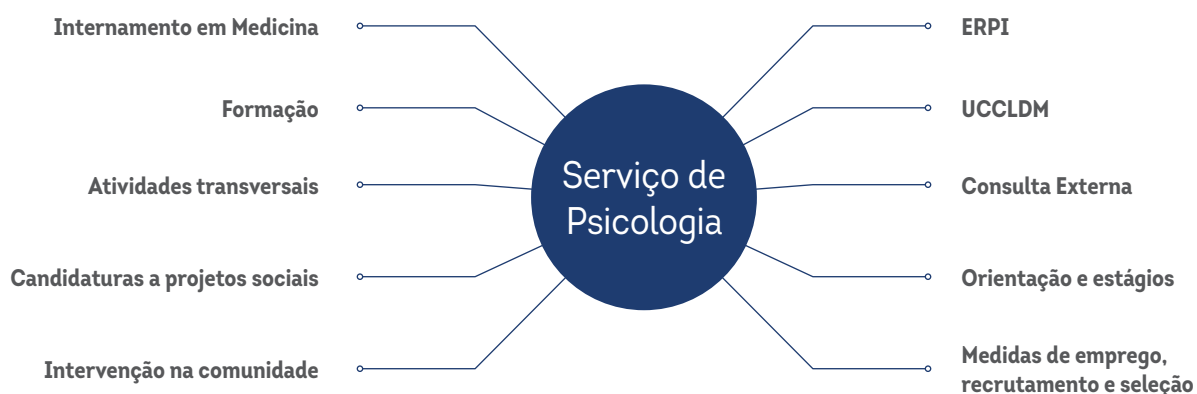 Internamento em Medicina
Formação
Atividades transversais
Candidaturas a projetos sociais
Intervenção na comunidade
Serviço de
Psicologia
ERPI
UCCLDM
Consulta Externa
Orientação e estágios
Medidas de emprego,
recrutamento e seleção